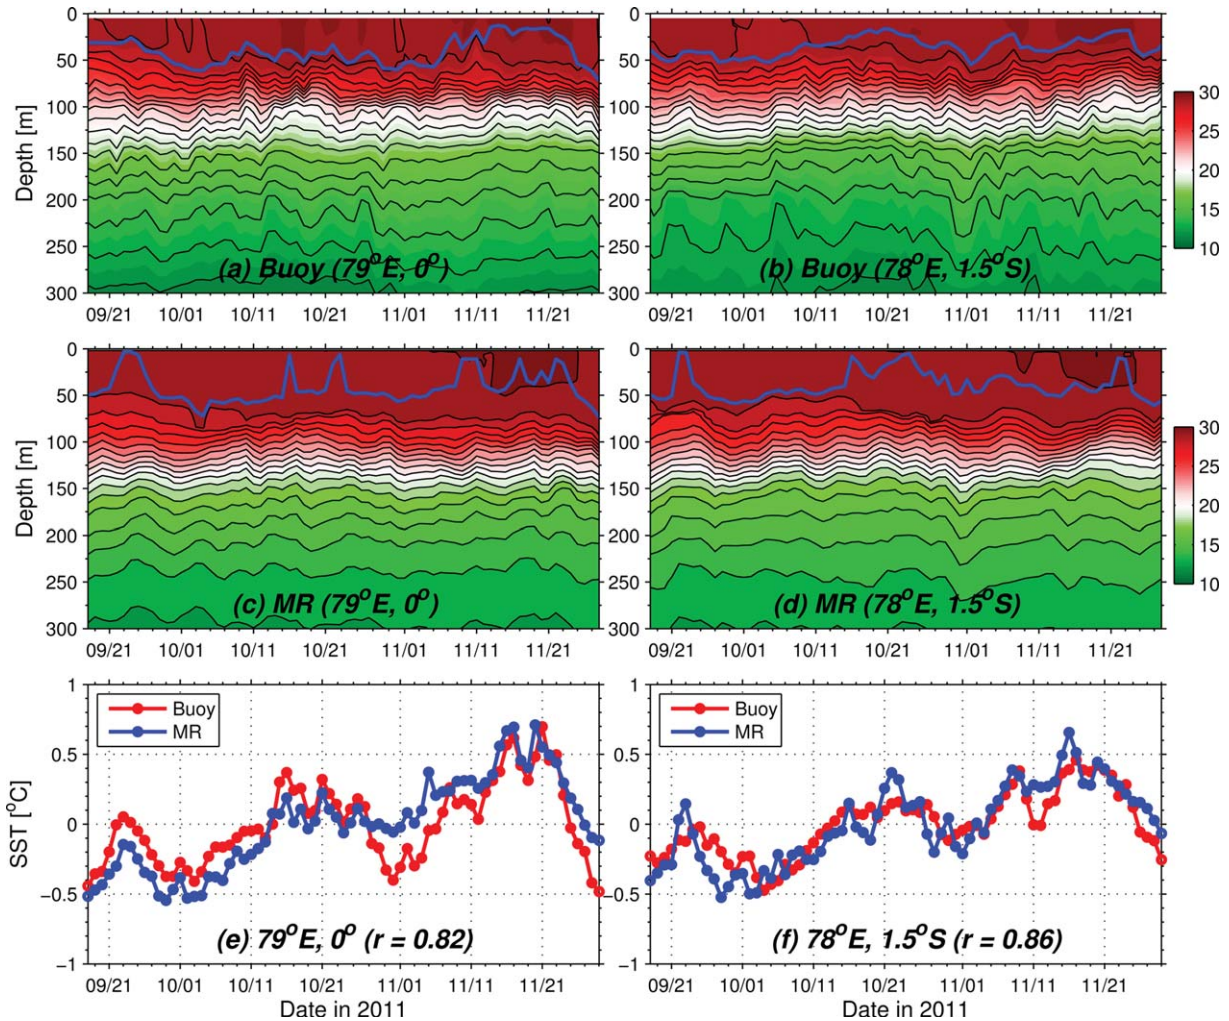 0
50
100
150
200
250
300
Depth [m]
(a) Buoy (79°E, 0°)
09/21 10/01 10/11 10/21 11/01 11/11 11/21
0
50
100
150
200
250
300
(b) Buoy (78°E, 1.5°S)
09/21 10/01 10/11 10/21 11/01 11/11 11/21
30
25
20
15
10
0
50
100
150
200
250
300
Depth [m]
(c) MR (79°E, 0°)
09/21 10/01 10/11 10/21 11/01 11/11 11/21
0
50
100
150
200
250
300
(d) MR (78°E, 1.5°S)
09/21 10/01 10/11 10/21 11/01 11/11 11/21
30
25
20
15
10
1
0.5
0
−0.5
−1
SST [°C]
Buoy
MR
(e) 79°E, 0° (r = 0.82)
09/21 10/01 10/11 10/21 11/01 11/11 11/21
Date in 2011
1
0.5
0
−0.5
−1
Buoy
MR
(f) 78°E, 1.5°S (r = 0.86)
09/21 10/01 10/11 10/21 11/01 11/11 11/21
Date in 2011